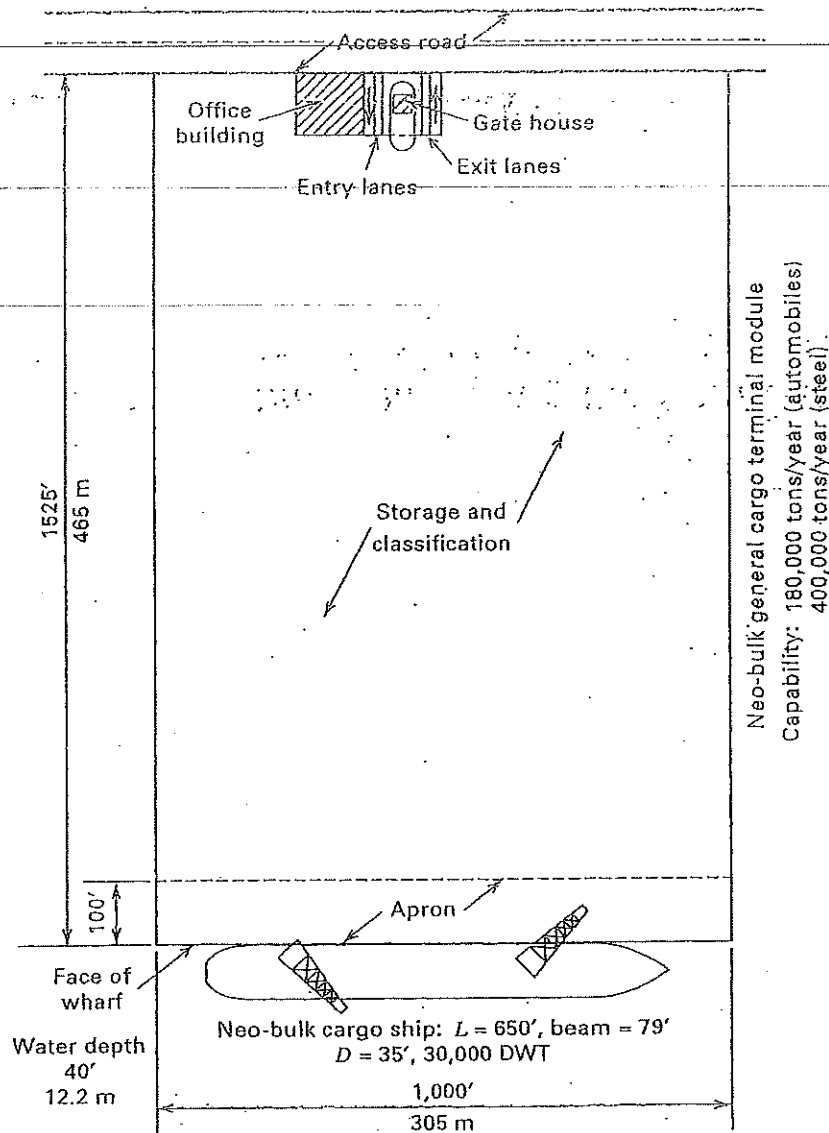 Access road
Office
building
Gate house
Exit lanes
Entry lanes
1525'
465 m
Storage and
classification
Neo-bulk general cargo terminal module
Capability: 180,000 tons/year (automobiles)
400,000 tons/year (steel)
100'
Apron
Face of
wharf
Neo-bulk cargo ship: L = 650', beam = 79'
D = 35', 30,000 DWT
Water depth
40'
12.2 m
1,000'
305 m